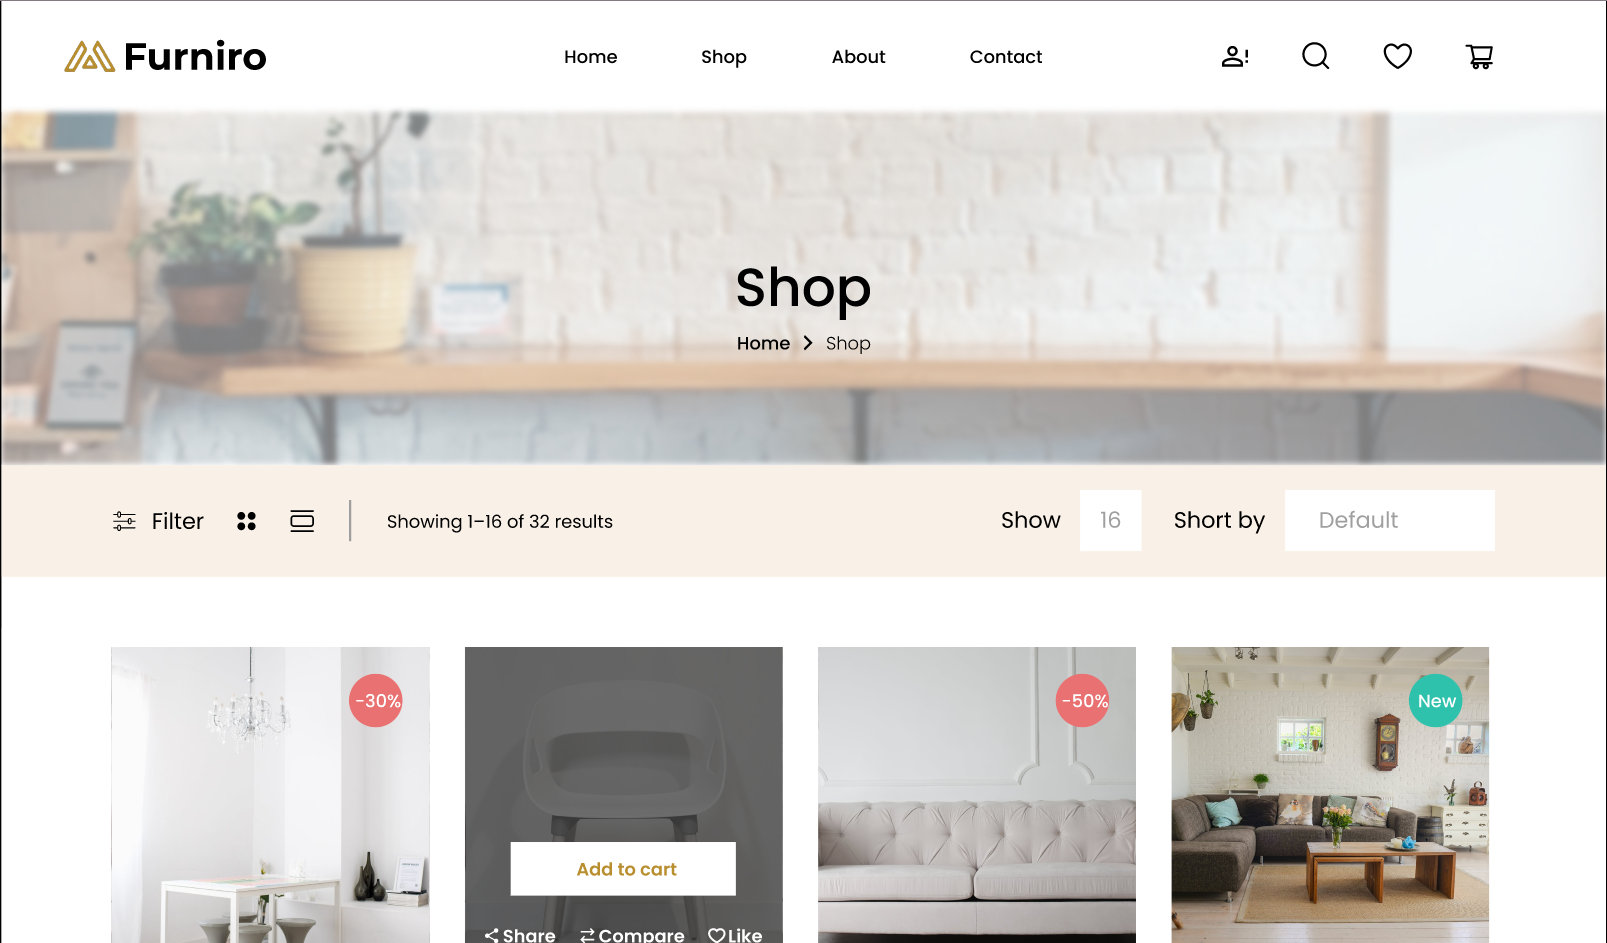 Furniro
Home Shop About Contact
Shop
Home > Shop
Filter
Showing 1–16 of 32 results
Show 16 Short by Default
-30%
-50%
New
Add to cart
Share Compare Like